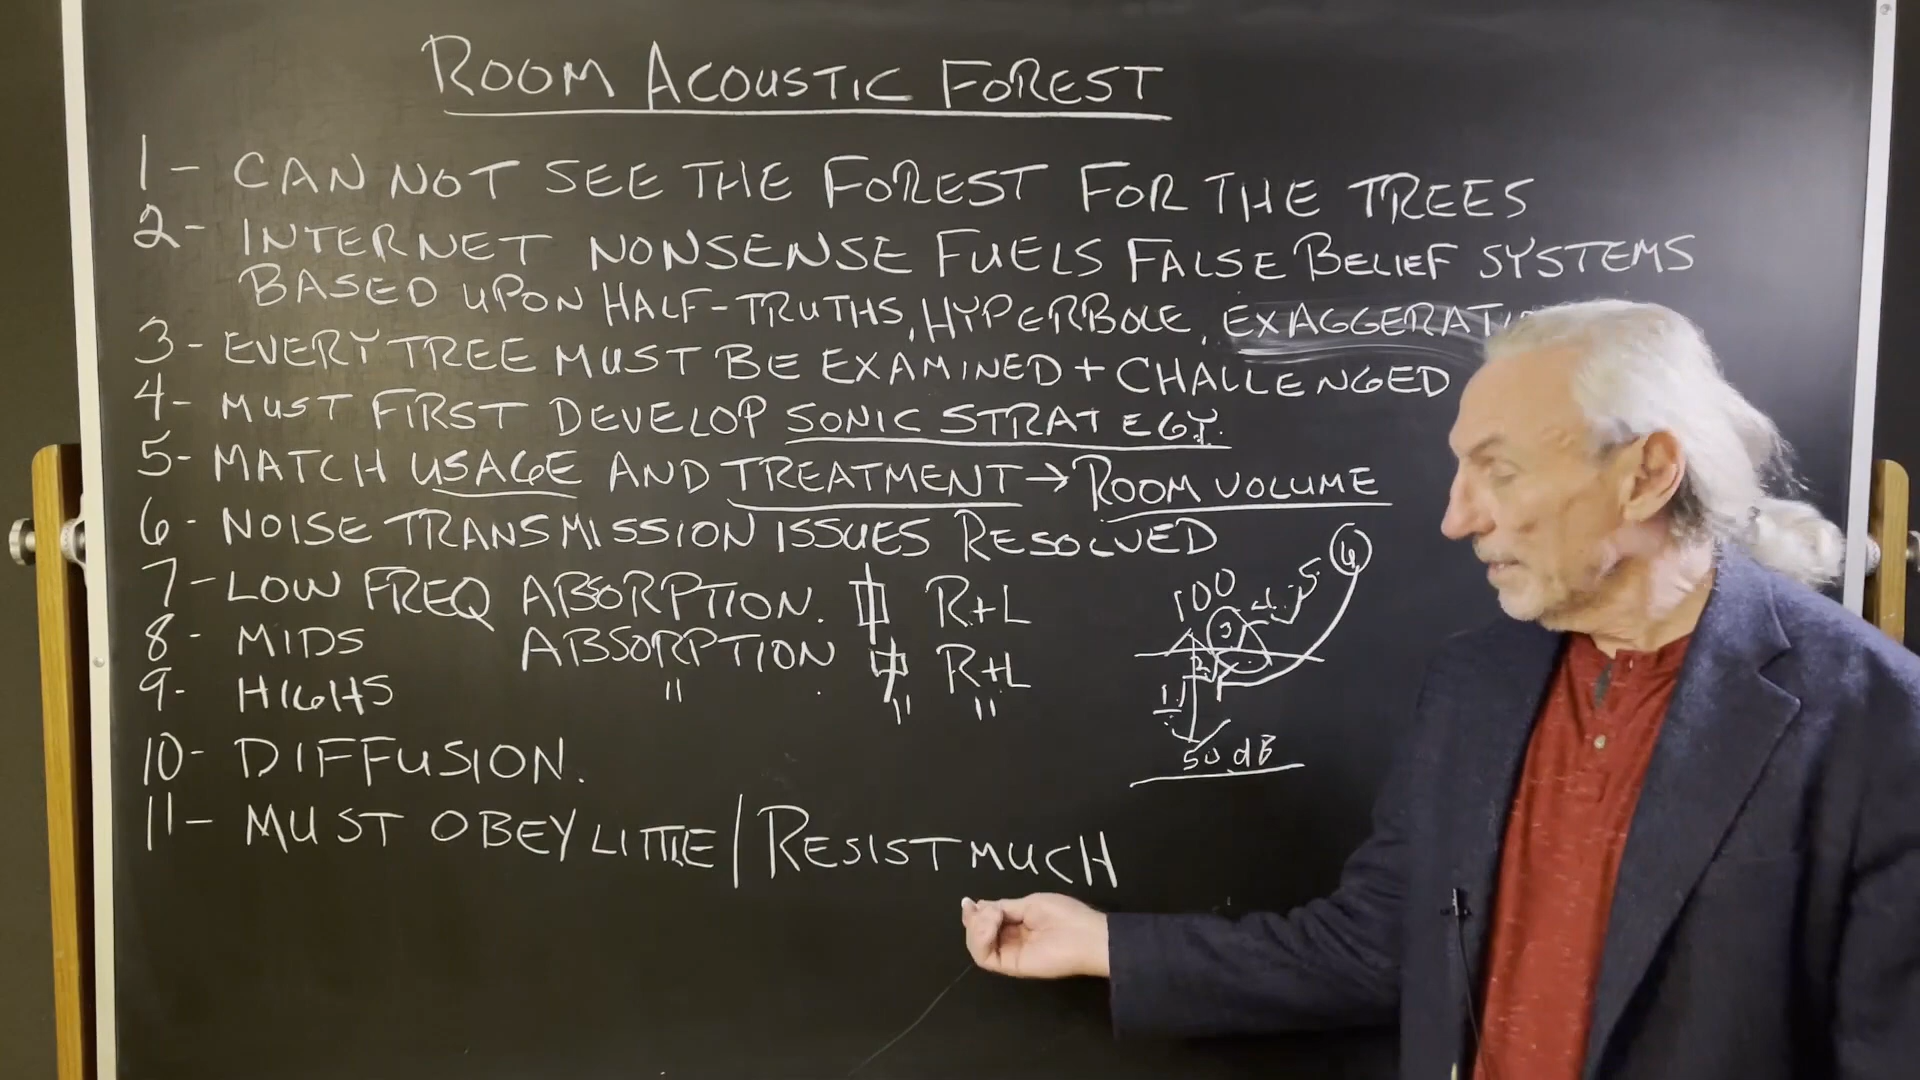 ROOM ACOUSTIC FOREST
1- CAN NOT SEE THE FOREST FOR THE TREES
2- INTERNET NONSENSE FUELS FALSE BELIEF SYSTEMS
BASED UPON HALF-TRUTHS, HYPERBOLE,
3- EVERY TREE MUST BE EXAMINED + CHALLENGED
4- MUST FIRST DEVELOP SONIC STRATEGY.
5- MATCH USAGE AND TREATMENT → ROOM VOLUME
6- NOISE TRANSMISSION ISSUES RESOLVED
7- LOW FREQ ABSORPTION. R+L
8- MIDS ABSORPTION R+L
9- HIGHS " " "
10- DIFFUSION.
11- MUST OBEY LITTLE / RESIST MUCH
100
5
6
3
50 dB